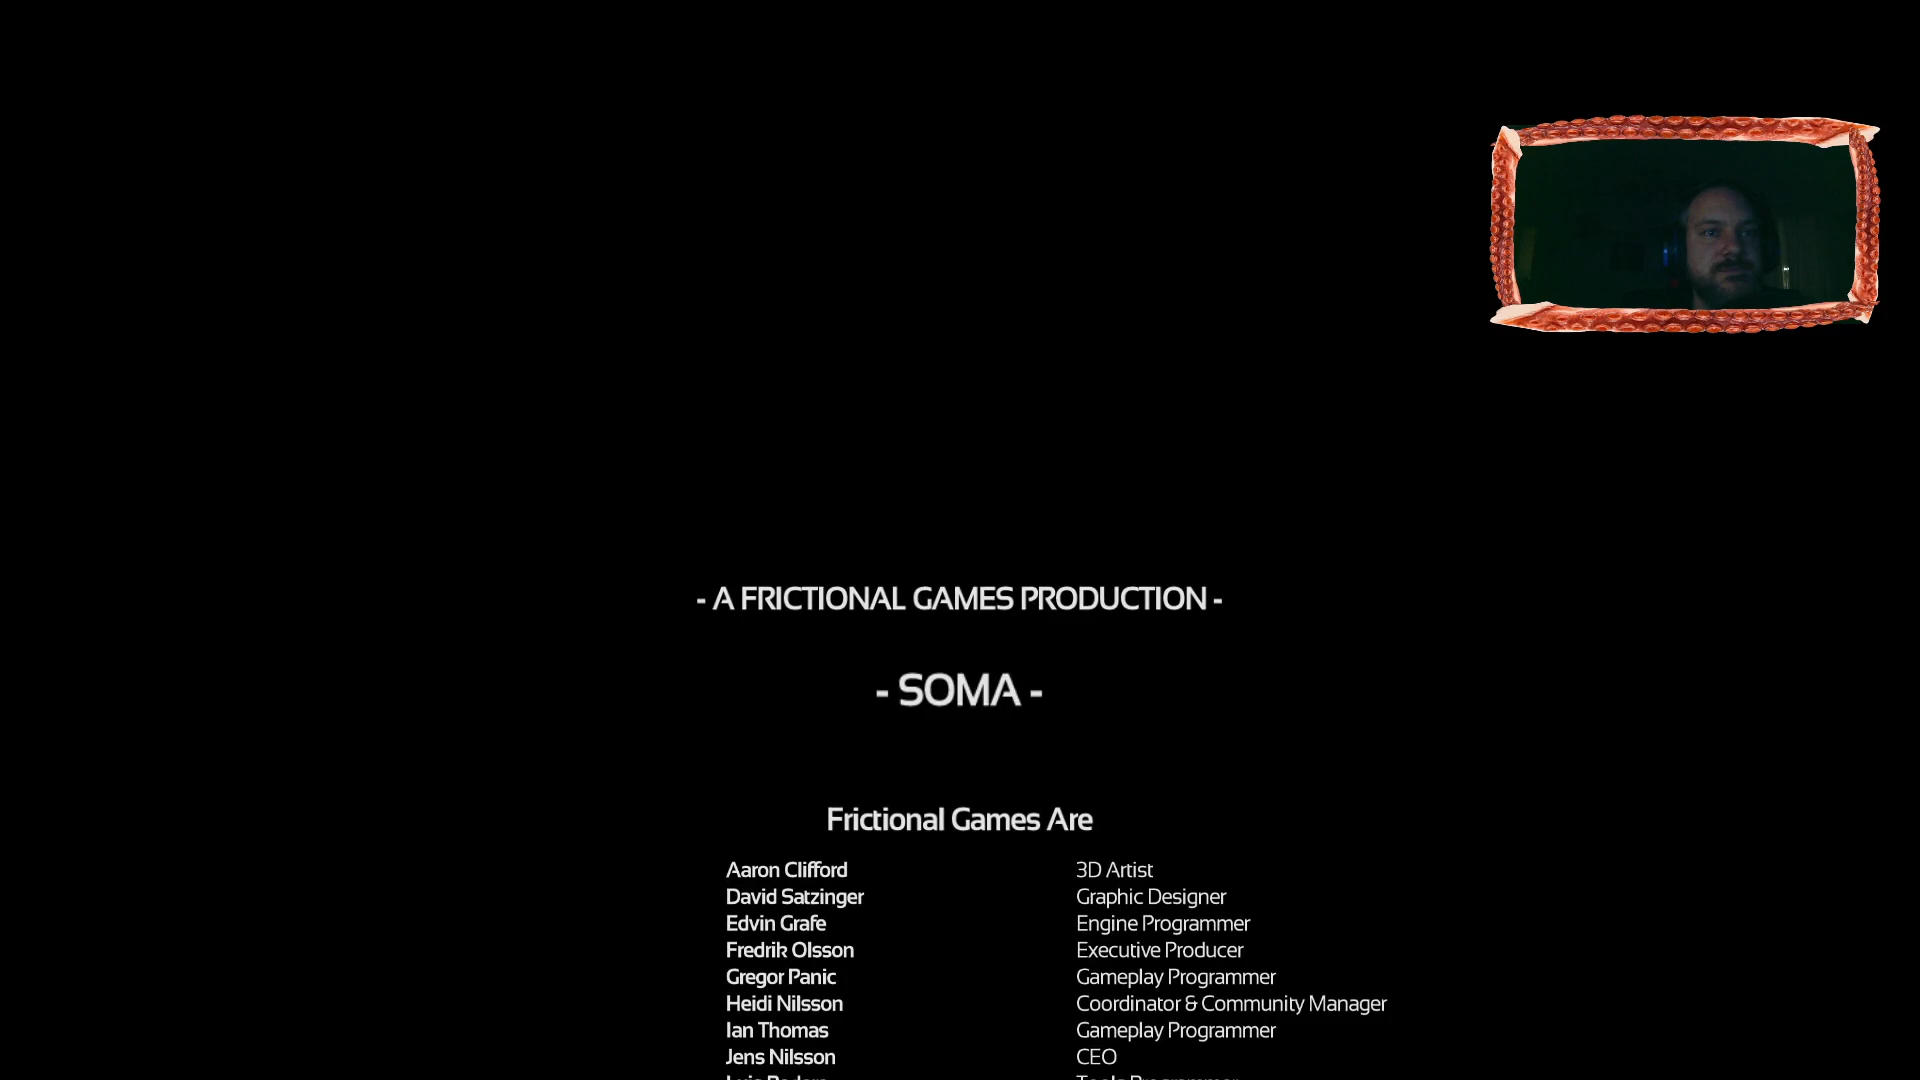 - A FRICTIONAL GAMES PRODUCTION -
- SOMA -
Frictional Games Are
Aaron Clifford 3D Artist
David Satzinger Graphic Designer
Edvin Grafe Engine Programmer
Fredrik Olsson Executive Producer
Gregor Panic Gameplay Programmer
Heidi Nilsson Coordinator & Community Manager
Ian Thomas Gameplay Programmer
Jens Nilsson CEO